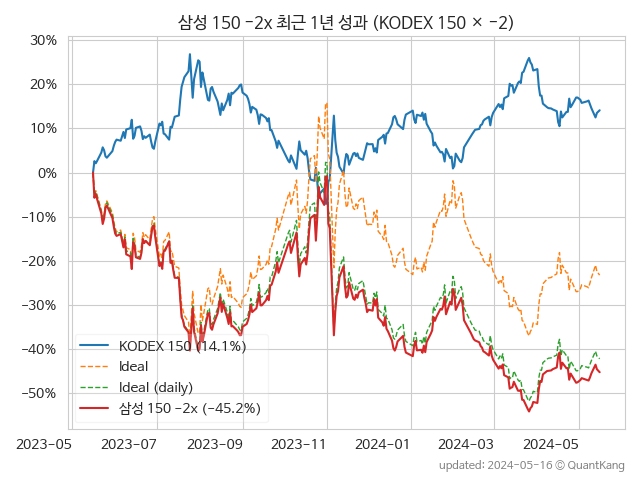 삼성 150 −2x 최근 1년 성과 (KODEX 150 × −2)
30%
20%
10%
0%
−10%
−20%
−30%
−40%
−50%
KODEX 150 (14.1%)
Ideal
Ideal (daily)
삼성 150 −2x (−45.2%)
2023-05 2023-07 2023-09 2023-11 2024-01 2024-03 2024-05
updated: 2024-05-16 © QuantKang